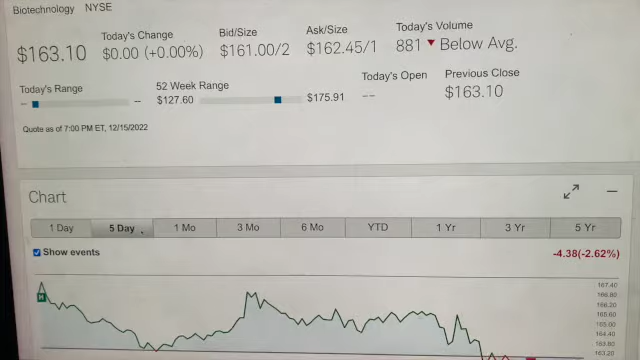 Biotechnology NYSE
$163.10
Today's Change
$0.00 (+0.00%)
Bid/Size
$161.00/2
Ask/Size
$162.45/1
Today's Volume
881 ▼ Below Avg.
Today's Range
-- --
52 Week Range
$127.60 $175.91
Today's Open
--
Previous Close
$163.10
Quote as of 7:00 PM ET, 12/15/2022
Chart
1 Day 5 Day 1 Mo 3 Mo 6 Mo YTD 1 Yr 3 Yr 5 Yr
Show events
-4.38(-2.62%)
167.40
166.80
166.20
165.60
165.00
164.40
163.80
163.20